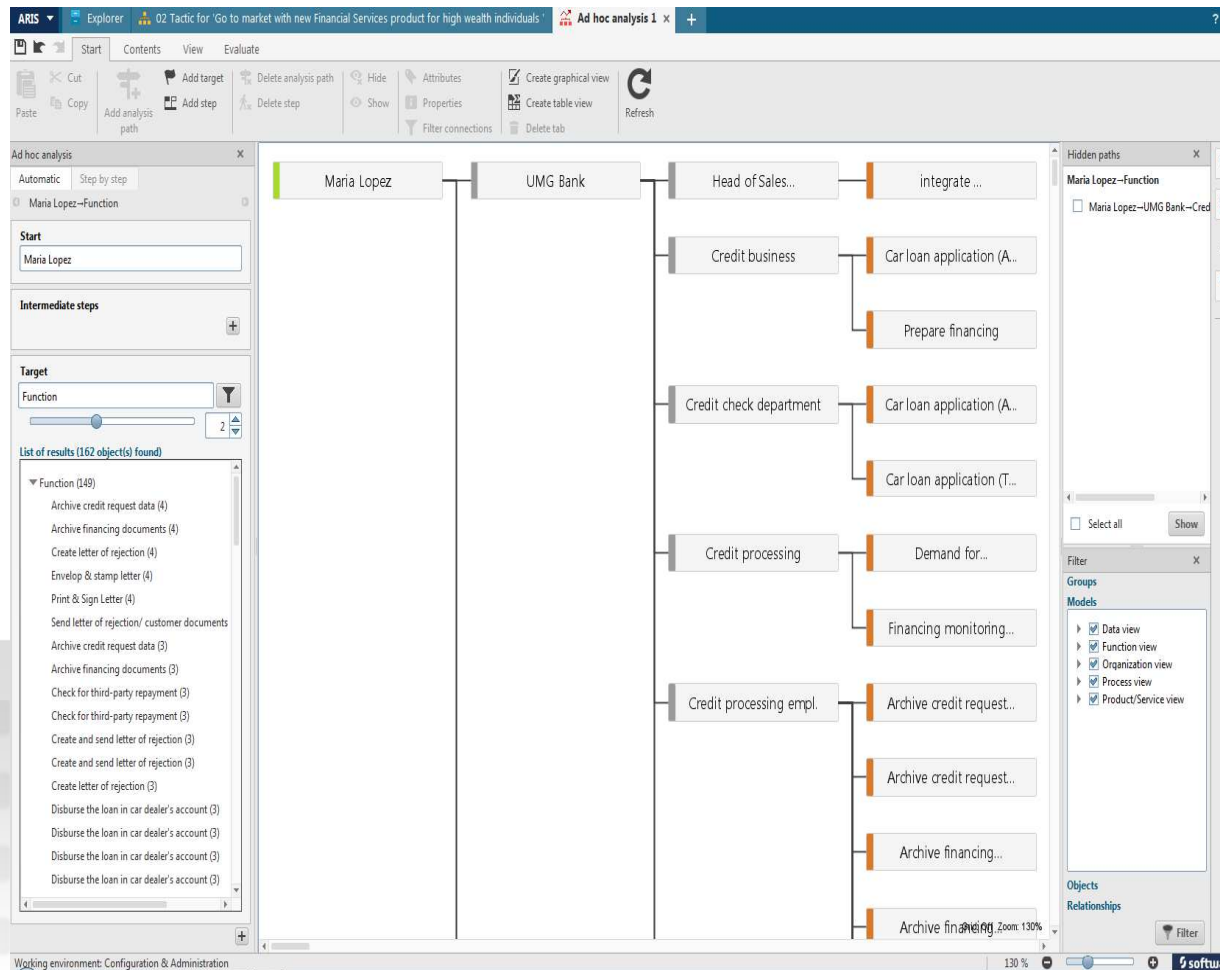 ARIS Explorer 02 Tactic for 'Go to market with new Financial Services product for high wealth individuals ' Ad hoc analysis 1 x + ?
Start Contents View Evaluate
Paste
Cut
Copy
Add analysis
path
Add target
Add step
Delete analysis path
Delete step
Hide
Show
Attributes
Properties
Filter connections
Create graphical view
Create table view
Delete tab
Refresh
Ad hoc analysis x
Automatic Step by step
Maria Lopez→Function
Start
Maria Lopez
Intermediate steps
+
Target
Function
2
List of results (162 object(s) found)
Function (149)
Archive credit request data (4)
Archive financing documents (4)
Create letter of rejection (4)
Envelop & stamp letter (4)
Print & Sign Letter (4)
Send letter of rejection/ customer documents
Archive credit request data (3)
Archive financing documents (3)
Check for third-party repayment (3)
Check for third-party repayment (3)
Create and send letter of rejection (3)
Create and send letter of rejection (3)
Create letter of rejection (3)
Disburse the loan in car dealer's account (3)
Disburse the loan in car dealer's account (3)
Disburse the loan in car dealer's account (3)
Disburse the loan in car dealer's account (3)
+
Maria Lopez
UMG Bank
Head of Sales...
integrate ...
Credit business
Car loan application (A...
Prepare financing
Credit check department
Car loan application (A...
Car loan application (T...
Credit processing
Demand for...
Financing monitoring...
Credit processing empl.
Archive credit request...
Archive credit request...
Archive financing...
Archive financing...
Zoom: 130%
Hidden paths x
Maria Lopez→Function
Maria Lopez→UMG Bank→Cred
Select all Show
Filter x
Groups
Models
Data view
Function view
Organization view
Process view
Product/Service view
Objects
Relationships
Filter
Working environment: Configuration & Administration 130 % softwa